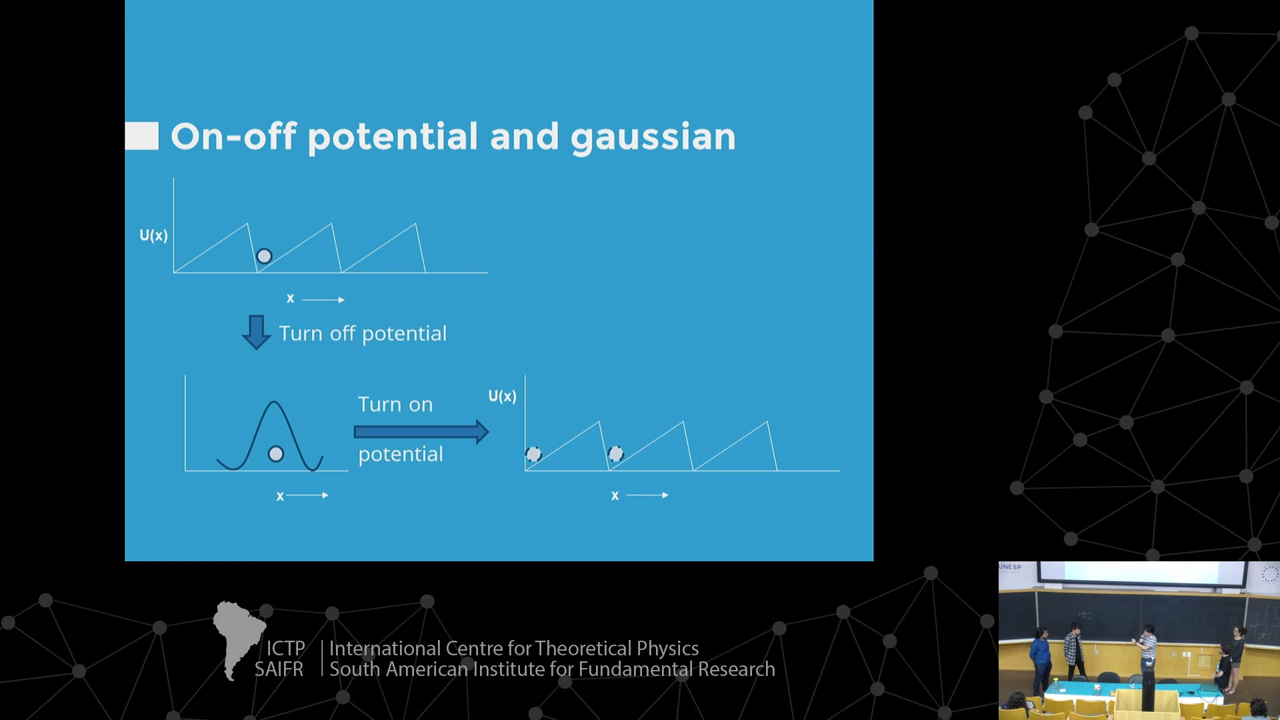 On-off potential and gaussian
U(x)
x
Turn off potential
Turn on
potential
U(x)
x
x
UNESP
ICTP
SAIFR
International Centre for Theoretical Physics
South American Institute for Fundamental Research